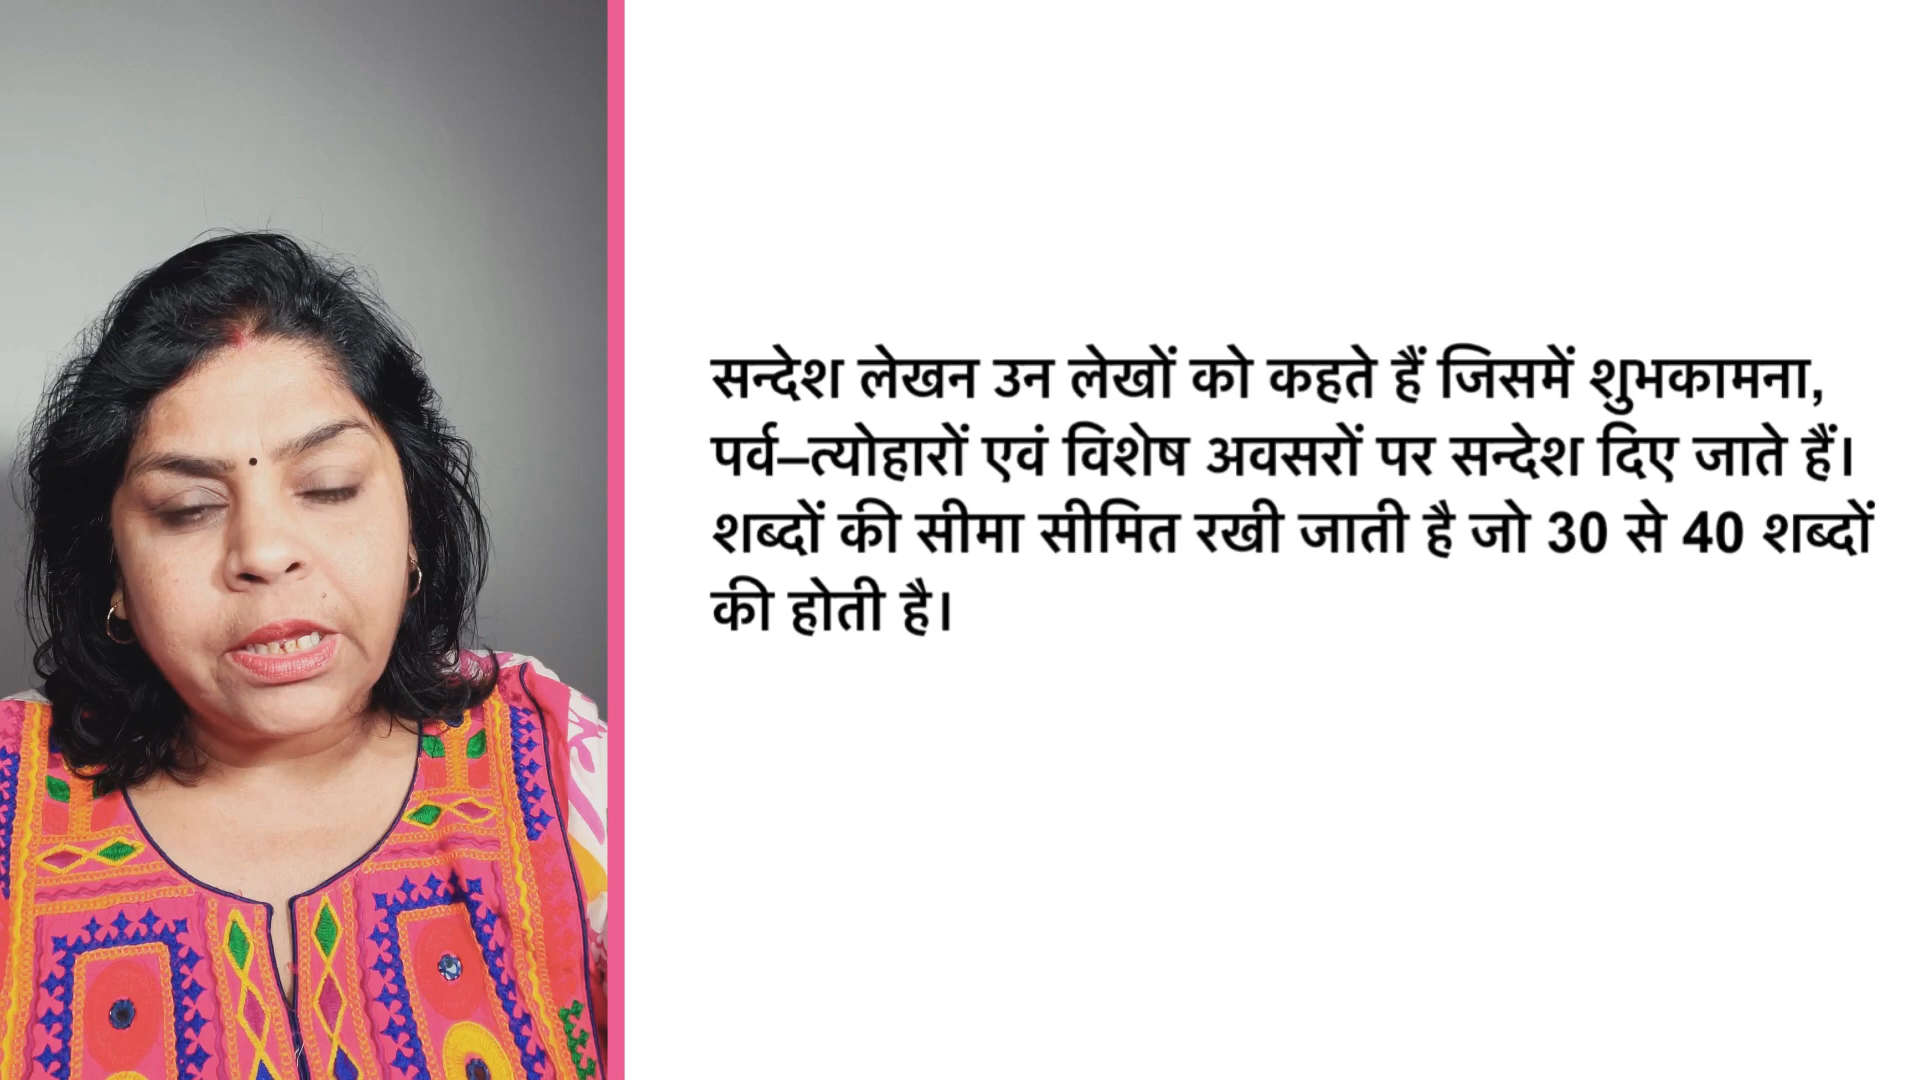 सन्देश लेखन उन लेखों को कहते हैं जिसमें शुभकामना,
पर्व–त्योहारों एवं विशेष अवसरों पर सन्देश दिए जाते हैं।
शब्दों की सीमा सीमित रखी जाती है जो 30 से 40 शब्दों
की होती है।